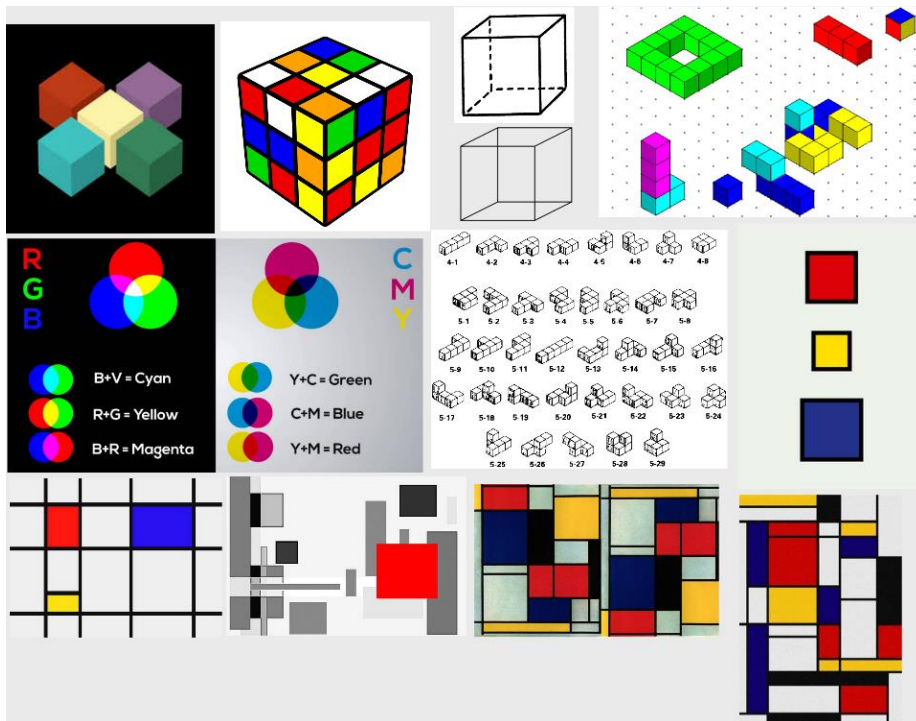 R
G
B
B+V = Cyan
R+G = Yellow
B+R = Magenta
C
M
Y
Y+C = Green
C+M = Blue
Y+M = Red
4-1 4-2 4-3 4-4 4-5 4-6 4-7 4-8
5-1 5-2 5-3 5-4 5-5 5-6 5-7 5-8
5-9 5-10 5-11 5-12 5-13 5-14 5-15 5-16
5-17 5-18 5-19 5-20 5-21 5-22 5-23 5-24
5-25 5-26 5-27 5-28 5-29